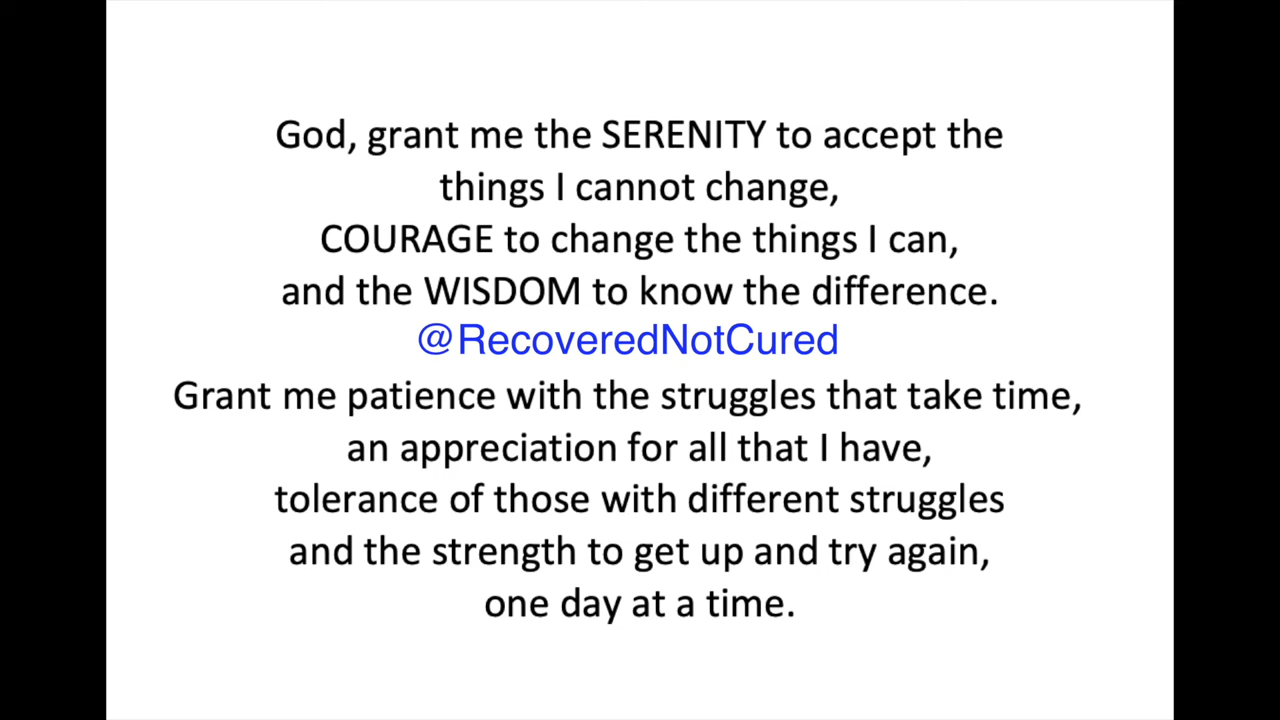 God, grant me the SERENITY to accept the
things I cannot change,
COURAGE to change the things I can,
and the WISDOM to know the difference.
@RecoveredNotCured
Grant me patience with the struggles that take time,
an appreciation for all that I have,
tolerance of those with different struggles
and the strength to get up and try again,
one day at a time.